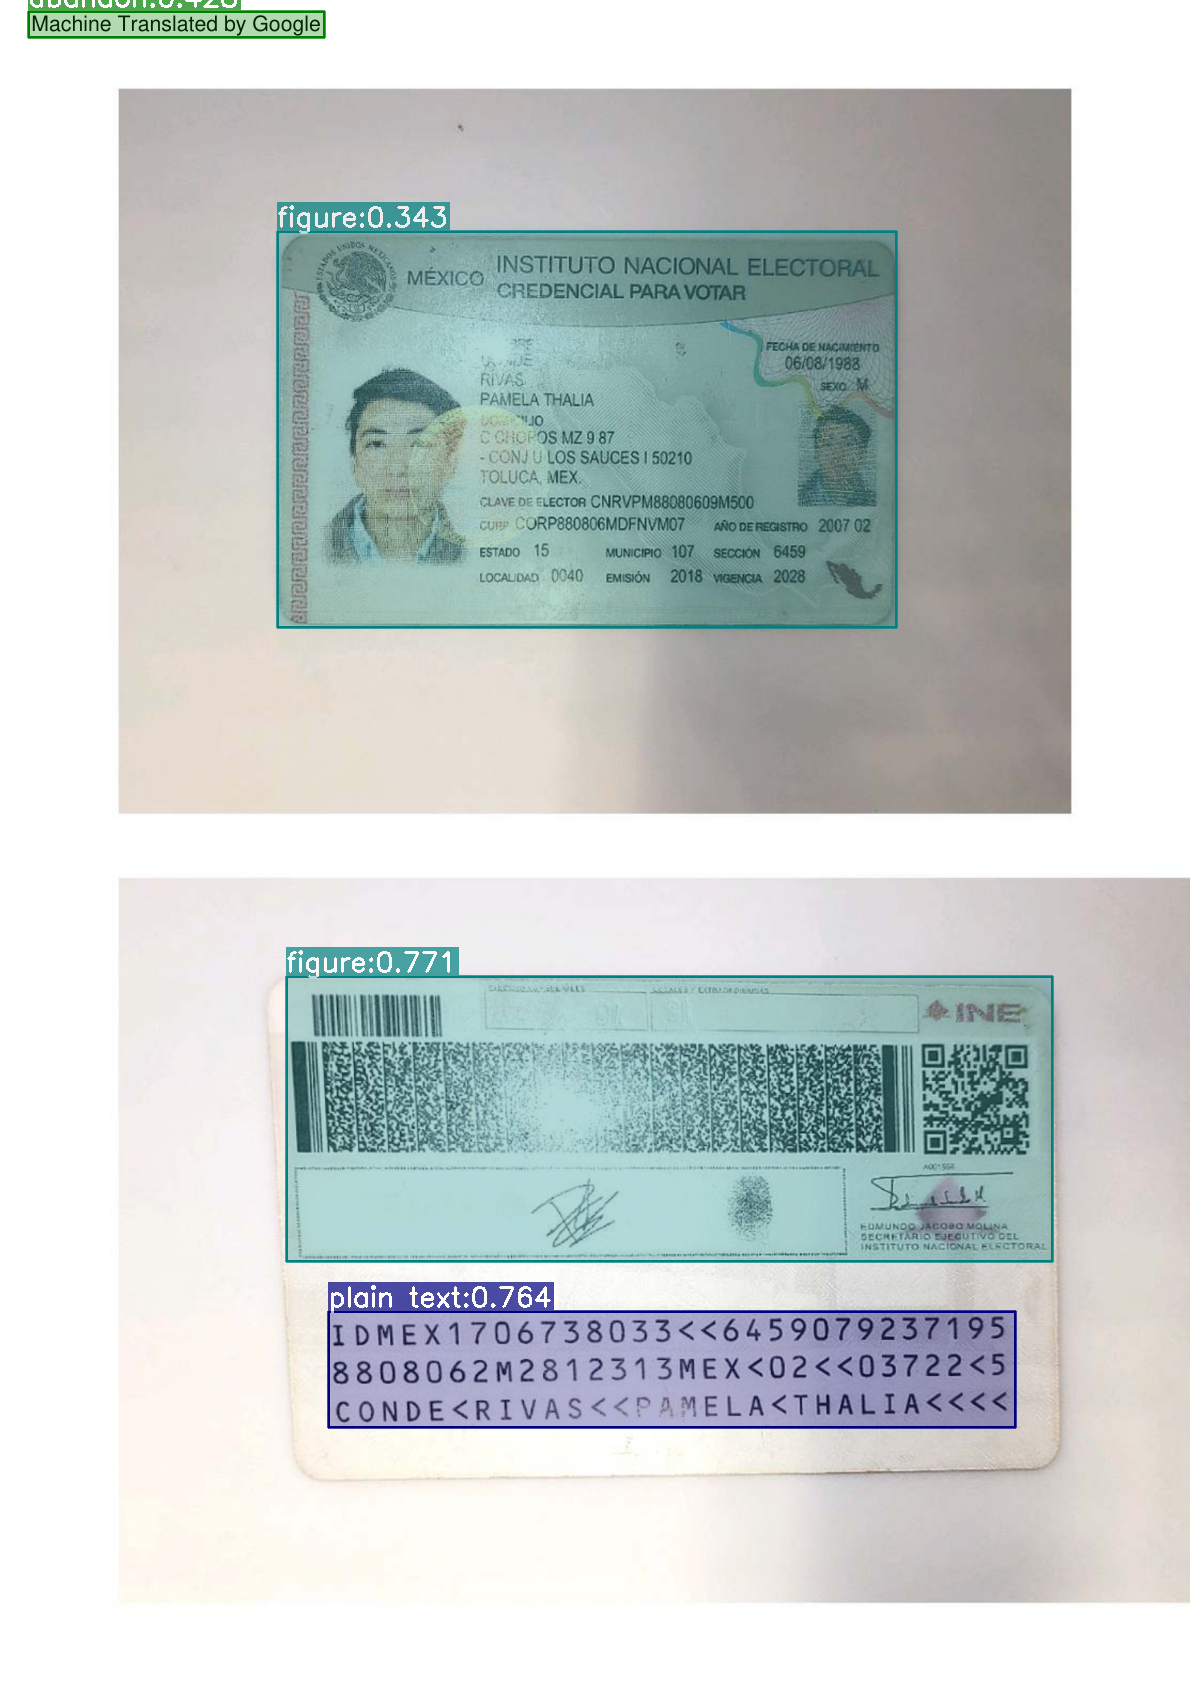 abandon:0.428
Machine Translated by Google
figure:0.343
ESTADOS UNIDOS MEXICANOS
MÉXICO
INSTITUTO NACIONAL ELECTORAL
CREDENCIAL PARA VOTAR
FECHA DE NACIMIENTO
06/08/1988
SEXO M
RIVAS
PAMELA THALIA
DOMICILIO
C CHOPOS MZ 9 87
- CONJ U LOS SAUCES I 50210
TOLUCA, MEX.
CLAVE DE ELECTOR CNRVPM88080609M500
CURP CORP880806MDFNVM07 AÑO DE REGISTRO 2007 02
ESTADO 15 MUNICIPIO 107 SECCIÓN 6459
LOCALIDAD 0040 EMISIÓN 2018 VIGENCIA 2028
figure:0.771
INE
EDMUNDO JACOBO MOLINA
SECRETARIO EJECUTIVO DEL
INSTITUTO NACIONAL ELECTORAL
plain text:0.764
IDMEX1706738033<<6459079237195
8808062M2812313MEX<02<<03722<5
CONDE<RIVAS<<PAMELA<THALIA<<<<